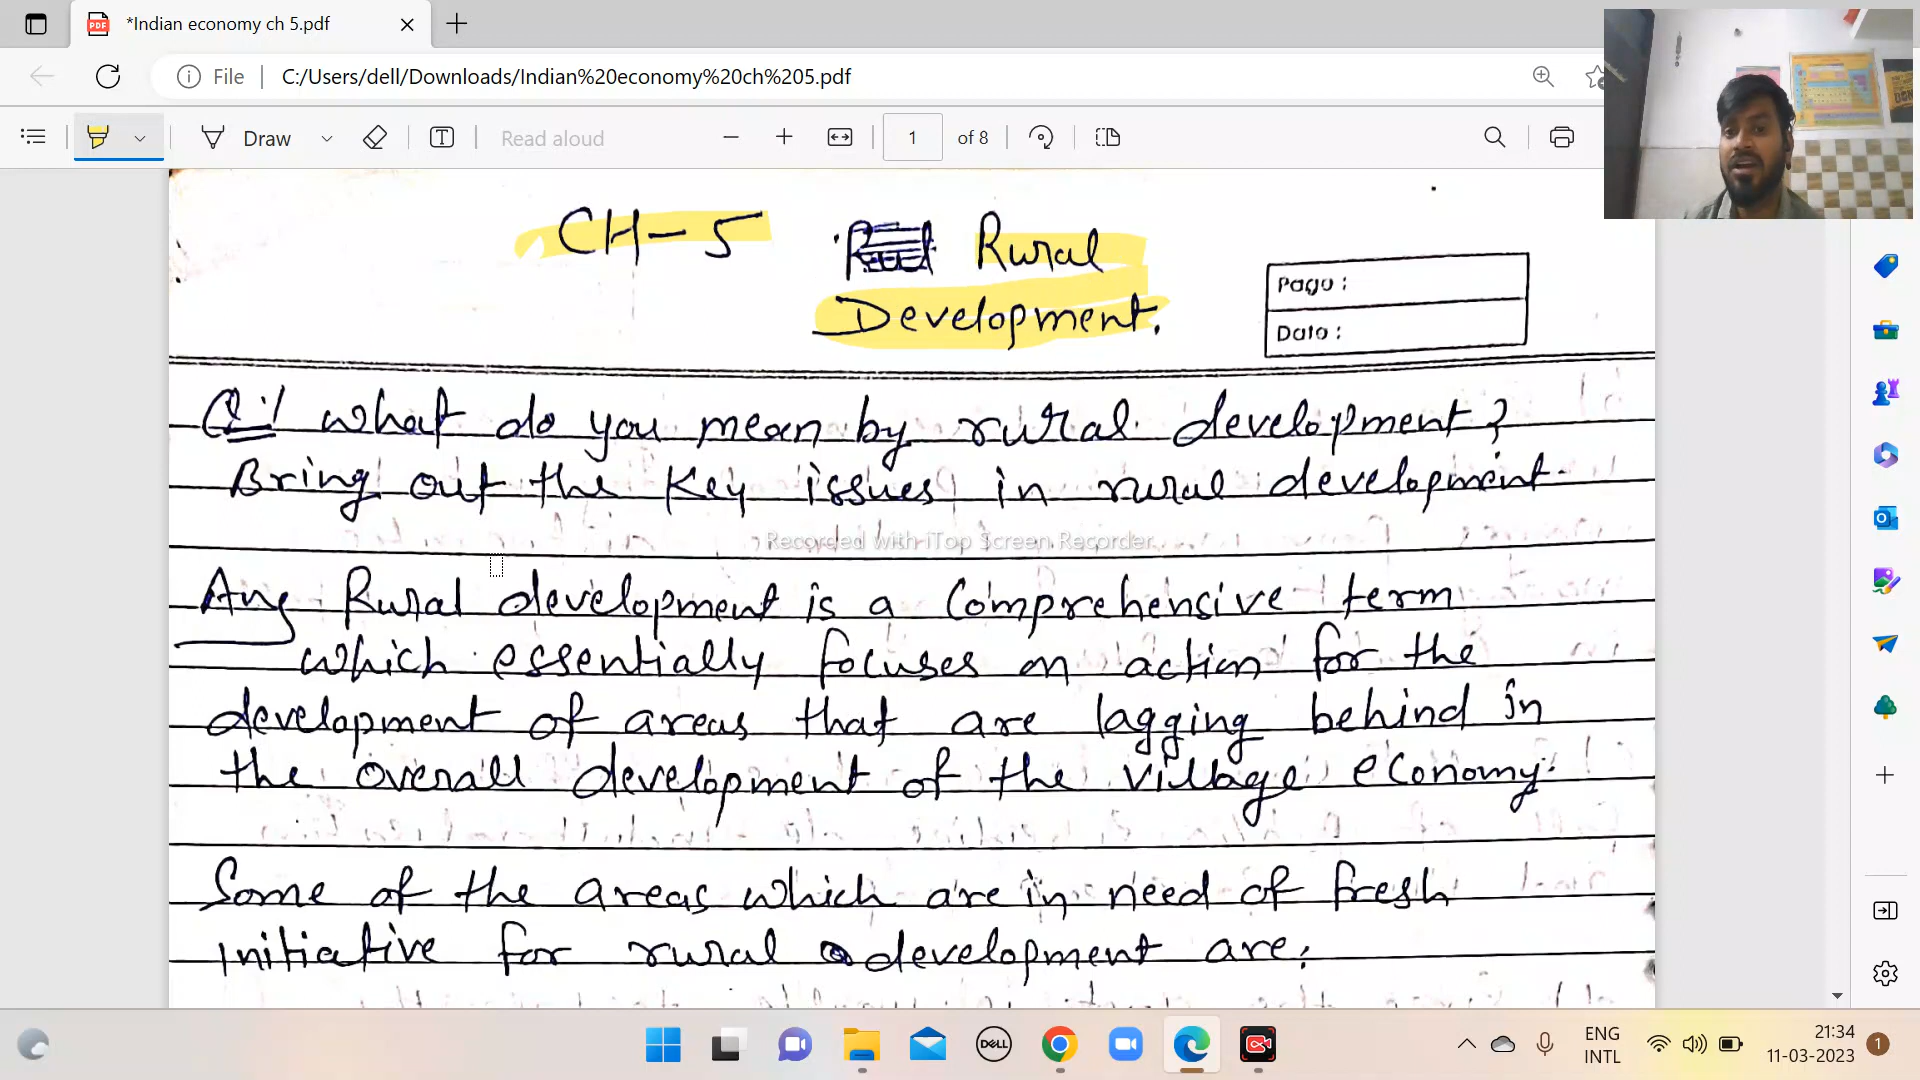 *Indian economy ch 5.pdf
File
C:/Users/dell/Downloads/Indian%20economy%20ch%205.pdf
Draw
Read aloud
1
of 8
CH-5 Rural
Development.
Page :
Date :
Q:1 What do you mean by rural development?
Bring out the Key issues in rural development.
Recorded with iTop Screen Recorder
Ans Rural development is a Comprehensive term
which essentially focuses on action for the
development of areas that are lagging behind in
the overall development of the village economy.
Some of the areas which are in need of fresh
initiative for rural development are:
DELL
ENG
INTL
21:34
11-03-2023
1